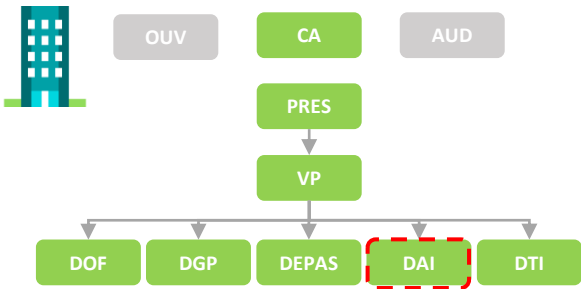 OUV
CA
AUD
PRES
VP
DOF
DGP
DEPAS
DAI
DTI